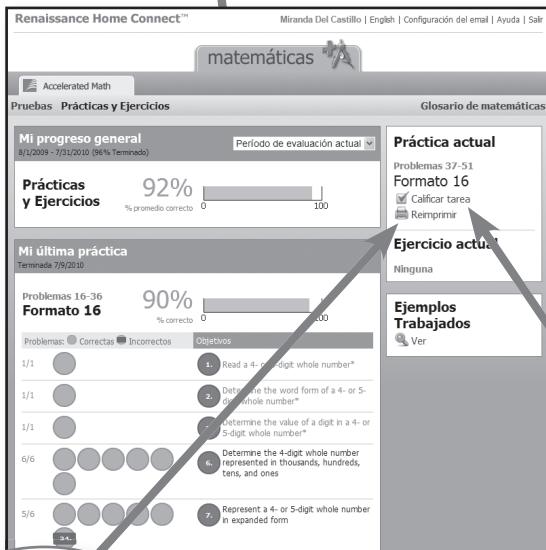 Renaissance Home Connect™
Miranda Del Castillo | English | Configuración del email | Ayuda | Salir
matemáticas
Accelerated Math
Pruebas Prácticas y Ejercicios
Glosario de matemáticas
Mi progreso general
8/1/2009 - 7/31/2010 (96% Terminado)
Período de evaluación actual
Prácticas
y Ejercicios
92%
% promedio correcto
0 100
Mi última práctica
Terminada 7/9/2010
Problemas 16-36
Formato 16
90%
% correcto
0 100
Problemas: Correctas Incorrectos
Objetivos
1/1
1. Read a 4- or 5-digit whole number*
1/1
2. Determine the word form of a 4- or 5-
digit whole number*
1/1
Determine the value of a digit in a 4- or
5-digit whole number*
6/6
6. Determine the 4-digit whole number
represented in thousands, hundreds,
tens, and ones
5/6
34.
7. Represent a 4- or 5-digit whole number
in expanded form
Práctica actual
Problemas 37-51
Formato 16
Calificar tarea
Reimprimir
Ejercicio actual
Ninguna
Ejemplos
Trabajados
Ver